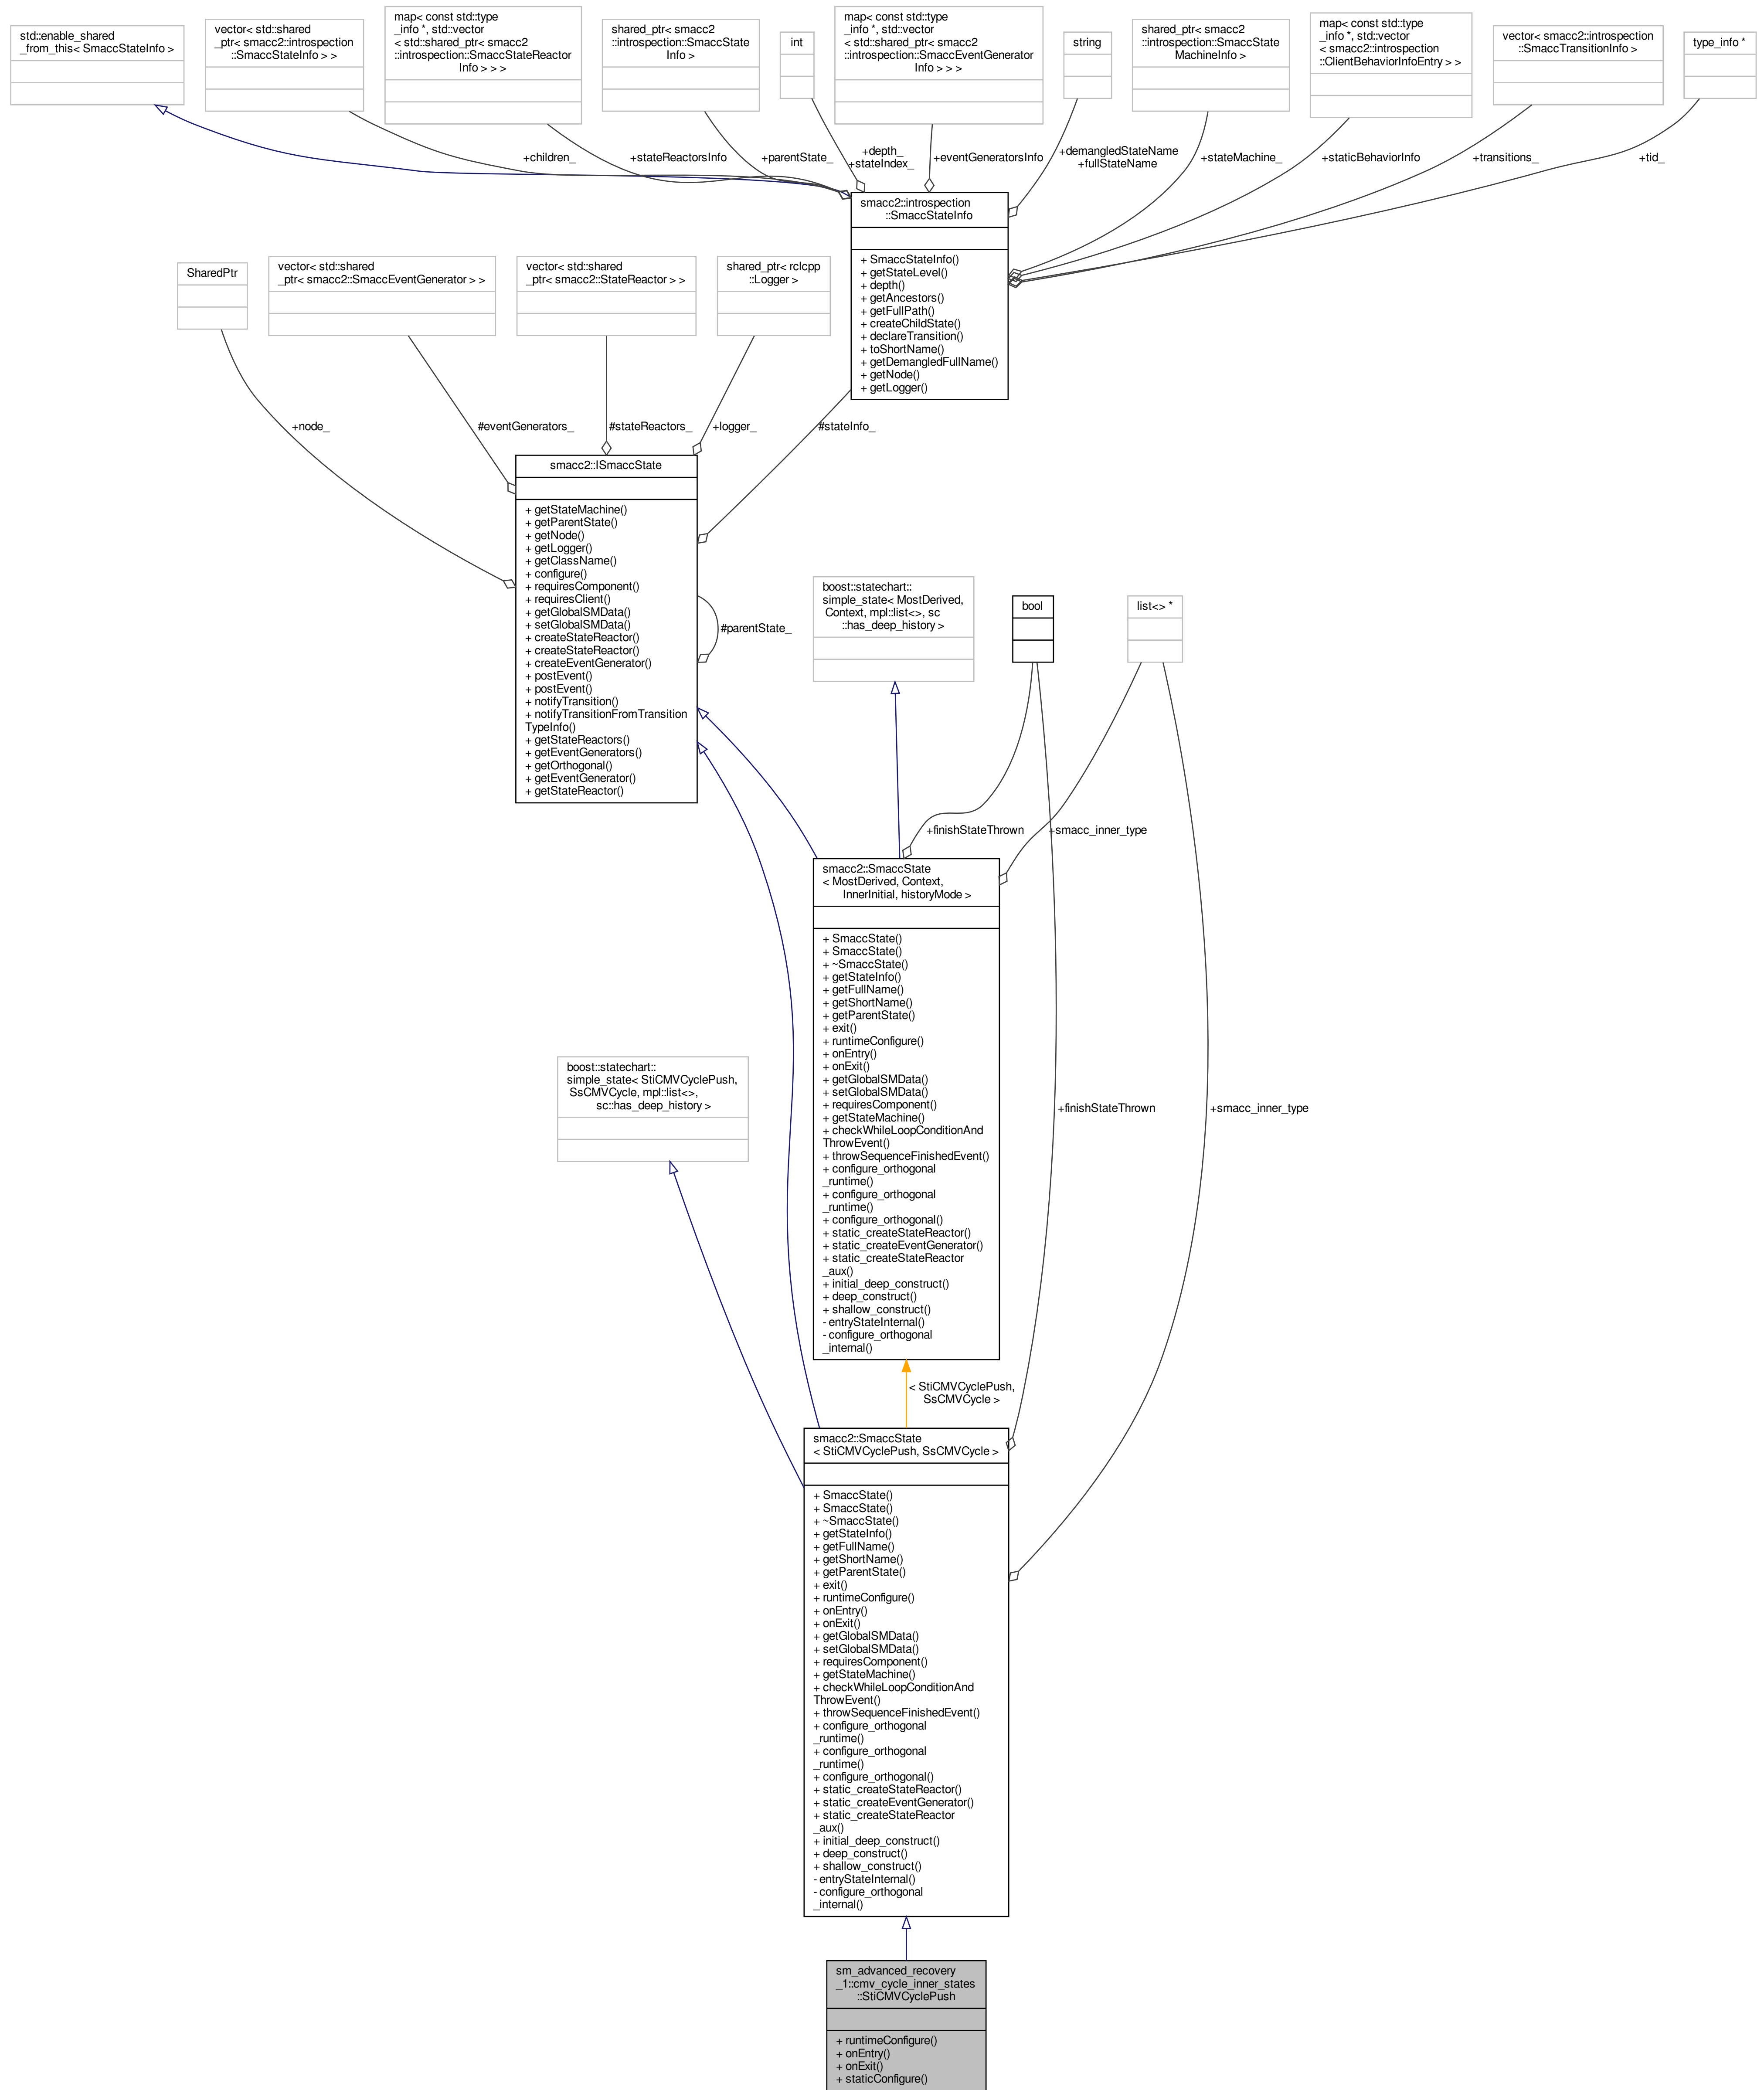 std::enable_shared
_from_this< SmaccStateInfo >
vector< std::shared
_ptr< smacc2::introspection
::SmaccStateInfo > >
map< const std::type
_info *, std::vector
< std::shared_ptr< smacc2
::introspection::SmaccStateReactor
Info > > >
shared_ptr< smacc2
::introspection::SmaccState
Info >
int
map< const std::type
_info *, std::vector
< std::shared_ptr< smacc2
::introspection::SmaccEventGenerator
Info > > >
string
shared_ptr< smacc2
::introspection::SmaccState
MachineInfo >
map< const std::type
_info *, std::vector
< smacc2::introspection
::ClientBehaviorInfoEntry > >
vector< smacc2::introspection
::SmaccTransitionInfo >
type_info *
+children_
+stateReactorsInfo
+parentState_
+depth_
+stateIndex_
+eventGeneratorsInfo
+demangledStateName
+fullStateName
+stateMachine_
+staticBehaviorInfo
+transitions_
+tid_
smacc2::introspection
::SmaccStateInfo
+ SmaccStateInfo()
+ getStateLevel()
+ depth()
+ getAncestors()
+ getFullPath()
+ createChildState()
+ declareTransition()
+ toShortName()
+ getDemangledFullName()
+ getNode()
+ getLogger()
SharedPtr
vector< std::shared
_ptr< smacc2::SmaccEventGenerator > >
vector< std::shared
_ptr< smacc2::StateReactor > >
shared_ptr< rclcpp
::Logger >
+node_
#eventGenerators_
#stateReactors_
+logger_
#stateInfo_
smacc2::ISmaccState
+ getStateMachine()
+ getParentState()
+ getNode()
+ getLogger()
+ getClassName()
+ configure()
+ requiresComponent()
+ requiresClient()
+ getGlobalSMData()
+ setGlobalSMData()
+ createStateReactor()
+ createStateReactor()
+ createEventGenerator()
+ postEvent()
+ postEvent()
+ notifyTransition()
+ notifyTransitionFromTransition
TypeInfo()
+ getStateReactors()
+ getEventGenerators()
+ getOrthogonal()
+ getEventGenerator()
+ getStateReactor()
#parentState_
boost::statechart::
simple_state< MostDerived,
Context, mpl::list<>, sc
::has_deep_history >
bool
list<> *
+finishStateThrown
+smacc_inner_type
smacc2::SmaccState
< MostDerived, Context,
InnerInitial, historyMode >
+ SmaccState()
+ SmaccState()
+ ~SmaccState()
+ getStateInfo()
+ getFullName()
+ getShortName()
+ getParentState()
+ exit()
+ runtimeConfigure()
+ onEntry()
+ onExit()
+ getGlobalSMData()
+ setGlobalSMData()
+ requiresComponent()
+ getStateMachine()
+ checkWhileLoopConditionAnd
ThrowEvent()
+ throwSequenceFinishedEvent()
+ configure_orthogonal
_runtime()
+ configure_orthogonal
_runtime()
+ configure_orthogonal()
+ static_createStateReactor()
+ static_createEventGenerator()
+ static_createStateReactor
_aux()
+ initial_deep_construct()
+ deep_construct()
+ shallow_construct()
- entryStateInternal()
- configure_orthogonal
_internal()
boost::statechart::
simple_state< StiCMVCyclePush,
SsCMVCycle, mpl::list<>,
sc::has_deep_history >
+finishStateThrown
+smacc_inner_type
< StiCMVCyclePush,
SsCMVCycle >
smacc2::SmaccState
< StiCMVCyclePush, SsCMVCycle >
+ SmaccState()
+ SmaccState()
+ ~SmaccState()
+ getStateInfo()
+ getFullName()
+ getShortName()
+ getParentState()
+ exit()
+ runtimeConfigure()
+ onEntry()
+ onExit()
+ getGlobalSMData()
+ setGlobalSMData()
+ requiresComponent()
+ getStateMachine()
+ checkWhileLoopConditionAnd
ThrowEvent()
+ throwSequenceFinishedEvent()
+ configure_orthogonal
_runtime()
+ configure_orthogonal
_runtime()
+ configure_orthogonal()
+ static_createStateReactor()
+ static_createEventGenerator()
+ static_createStateReactor
_aux()
+ initial_deep_construct()
+ deep_construct()
+ shallow_construct()
- entryStateInternal()
- configure_orthogonal
_internal()
sm_advanced_recovery
_1::cmv_cycle_inner_states
::StiCMVCyclePush
+ runtimeConfigure()
+ onEntry()
+ onExit()
+ staticConfigure()